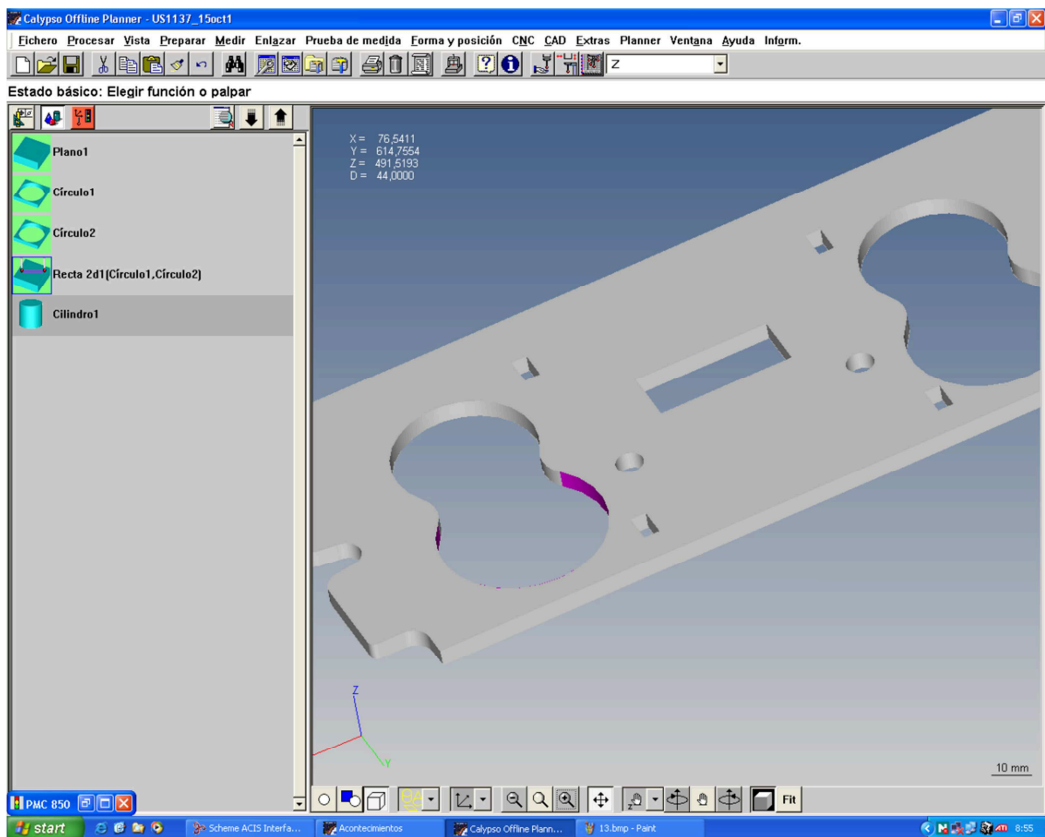 Calypso Offline Planner - US1137_15oct1
Fichero Procesar Vista Preparar Medir Enlazar Prueba de medida Forma y posición CNC CAD Extras Planner Ventana Ayuda Inform.
Z
Estado básico: Elegir función o palpar
X = 76,5411
Y = 614,7554
Z = 491,5193
D = 44,0000
Plano1
Círculo1
Círculo2
Recta 2d1(Círculo1,Círculo2)
Cilindro1
Z
Y
10 mm
Fit
PMC 850
start Scheme ACIS Interfa... Acontecimientos Calypso Offline Plann... 13.bmp - Paint 8:55